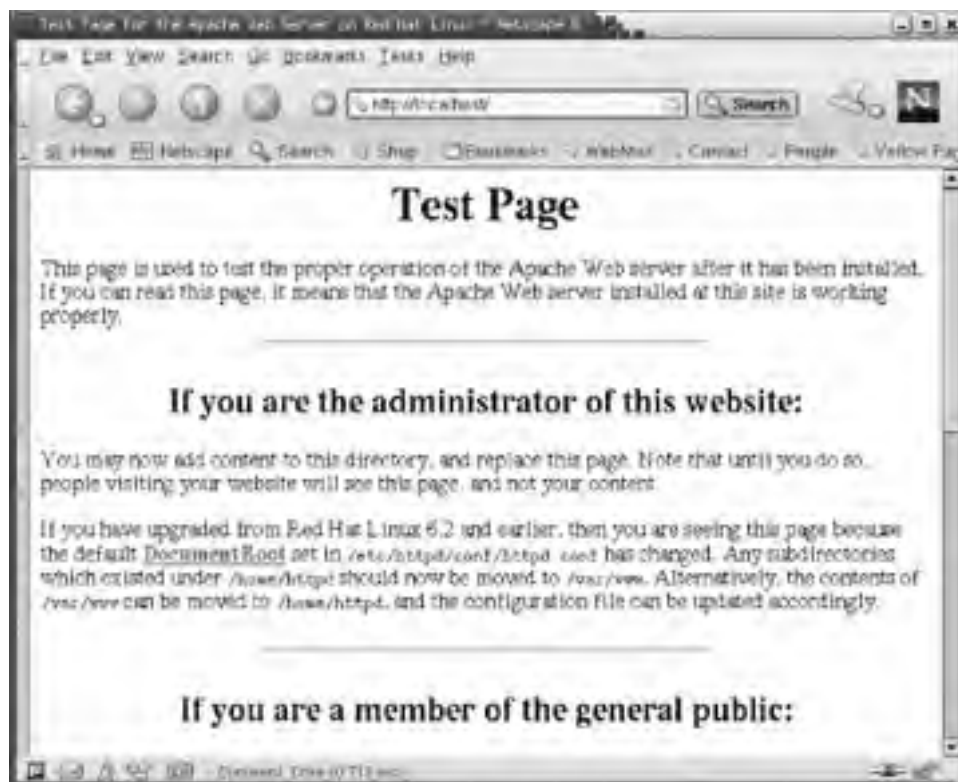 Test Page for the Apache Web Server on Red Hat Linux - Netscape 6
File Edit View Search Go Bookmarks Tasks Help
http://localhost/ Search
Home Netscape Search Shop Bookmarks WebMail Contact People Yellow Pag
Test Page
This page is used to test the proper operation of the Apache Web server after it has been installed.
If you can read this page, it means that the Apache Web server installed at this site is working
properly.
If you are the administrator of this website:
You may now add content to this directory, and replace this page. Note that until you do so,
people visiting your website will see this page, and not your content
If you have upgraded from Red Hat Linux 6.2 and earlier, then you are seeing this page because
the default DocumentRoot set in /etc/httpd/conf/httpd.conf has changed. Any subdirectories
which existed under /home/httpd should now be moved to /var/www. Alternatively, the contents of
/var/www can be moved to /home/httpd, and the configuration file can be updated accordingly.
If you are a member of the general public:
Document: Done